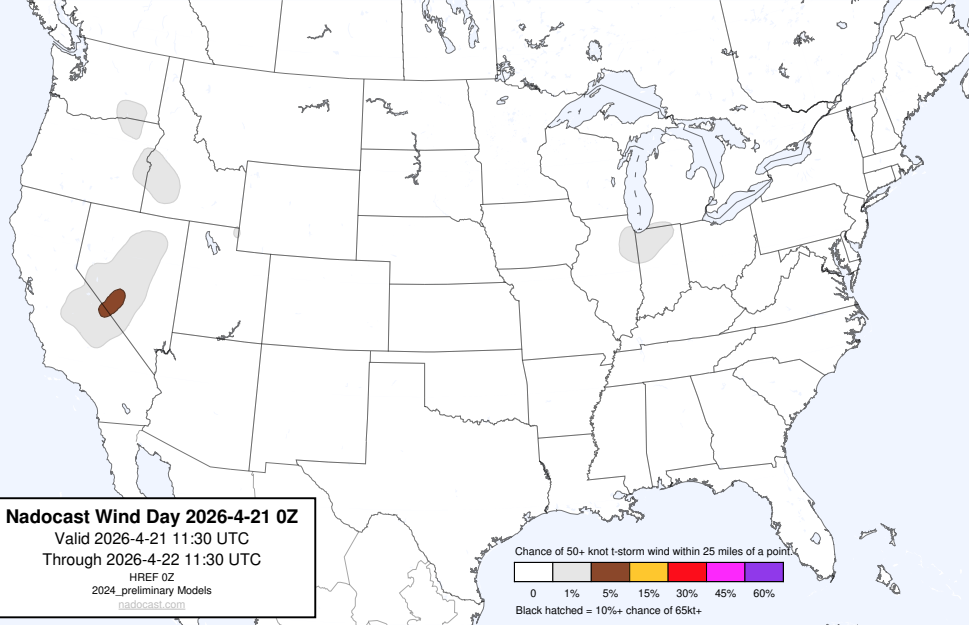 Nadocast Wind Day 2026-4-21 0Z
Valid 2026-4-21 11:30 UTC
Through 2026-4-22 11:30 UTC
HREF 0Z
2024_preliminary Models
nadocast.com
Chance of 50+ knot t-storm wind within 25 miles of a point.
0 1% 5% 15% 30% 45% 60%
Black hatched = 10%+ chance of 65kt+